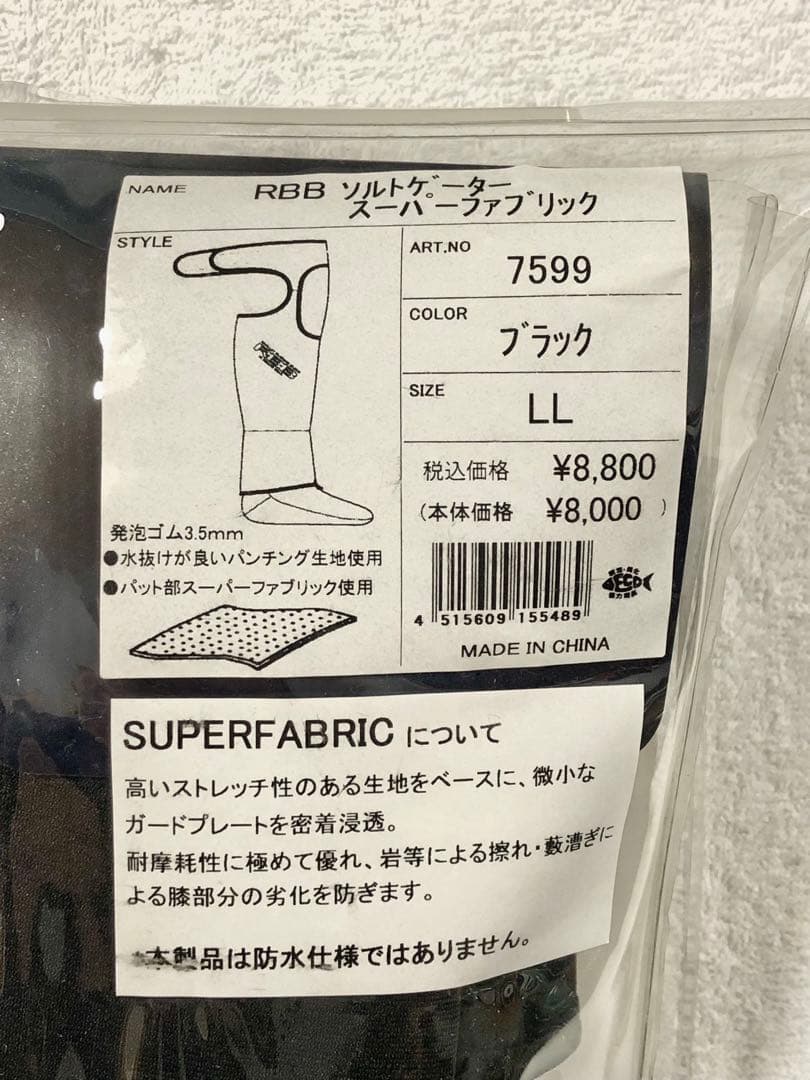 NAME RBB ソルトゲーター
スーパーファブリック
STYLE
ART.NO
7599
COLOR
ブラック
SIZE
LL
税込価格 ¥8,800
(本体価格 ¥8,000 )
発泡ゴム3.5mm
●水抜けが良いパンチング生地使用
●パット部スーパーファブリック使用
4 515609 155489
ECO
MADE IN CHINA
SUPERFABRIC について
高いストレッチ性のある生地をベースに、微小な
ガードプレートを密着浸透。
耐摩耗性に極めて優れ、岩等による擦れ・藪漕ぎに
よる膝部分の劣化を防ぎます。
*本製品は防水仕様ではありません。